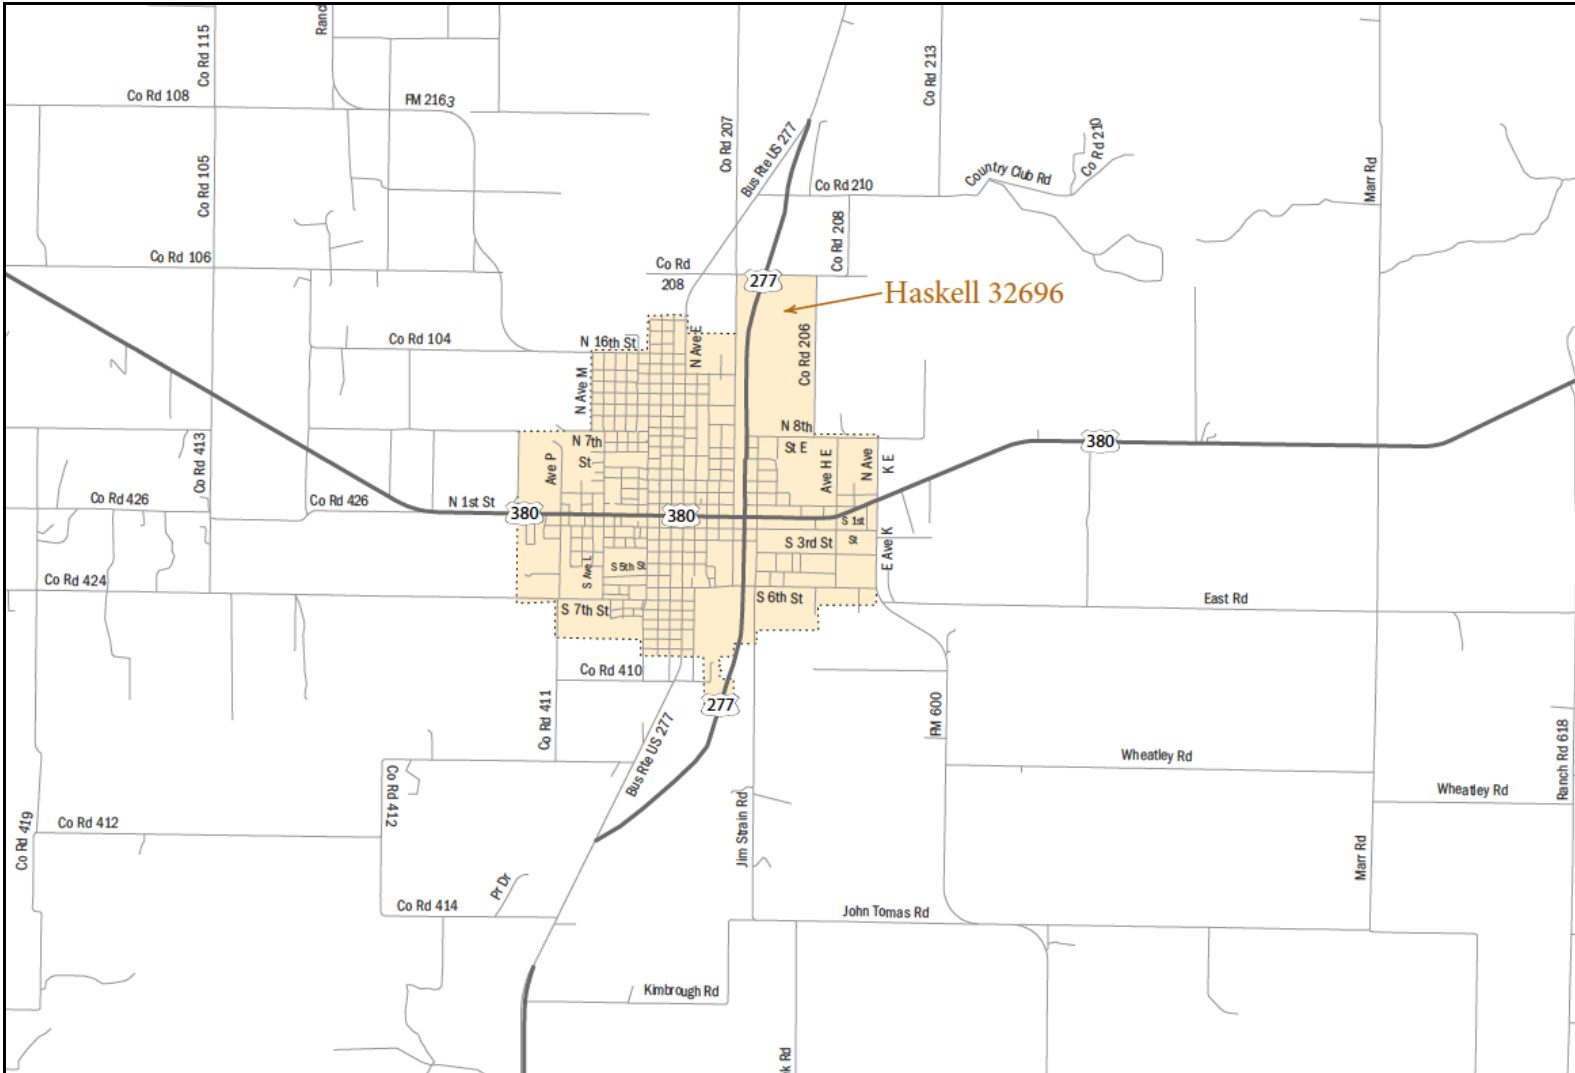 Co Rd 115
Ranc
Co Rd 213
Co Rd 108
FM 2163
Co Rd 207
Bus Rte US 277
Co Rd 210
Country Club Rd
Co Rd 105
Marr Rd
Co Rd 210
Co Rd 208
Co Rd 106
Co Rd
208
277
Haskell 32696
Co Rd 104
N 16th St
N Ave E
Co Rd 206
N Ave M
N 8th
St E
N 7th
St
Co Rd 413
Ave P
Ave H E
N Ave
K E
380
Co Rd 426
Co Rd 426
N 1st St
380
380
S 1st
St
S 3rd St
E Ave K
S Ave L
S 5th St
Co Rd 424
S 7th St
S 6th St
East Rd
Co Rd 410
277
Co Rd 411
FM 600
Bus Rte US 277
Wheatley Rd
Ranch Rd 618
Co Rd 412
Wheatley Rd
Co Rd 419
Co Rd 412
Jim Strain Rd
Marr Rd
Pr Dr
Co Rd 414
John Tomas Rd
Kimbrough Rd
k Rd